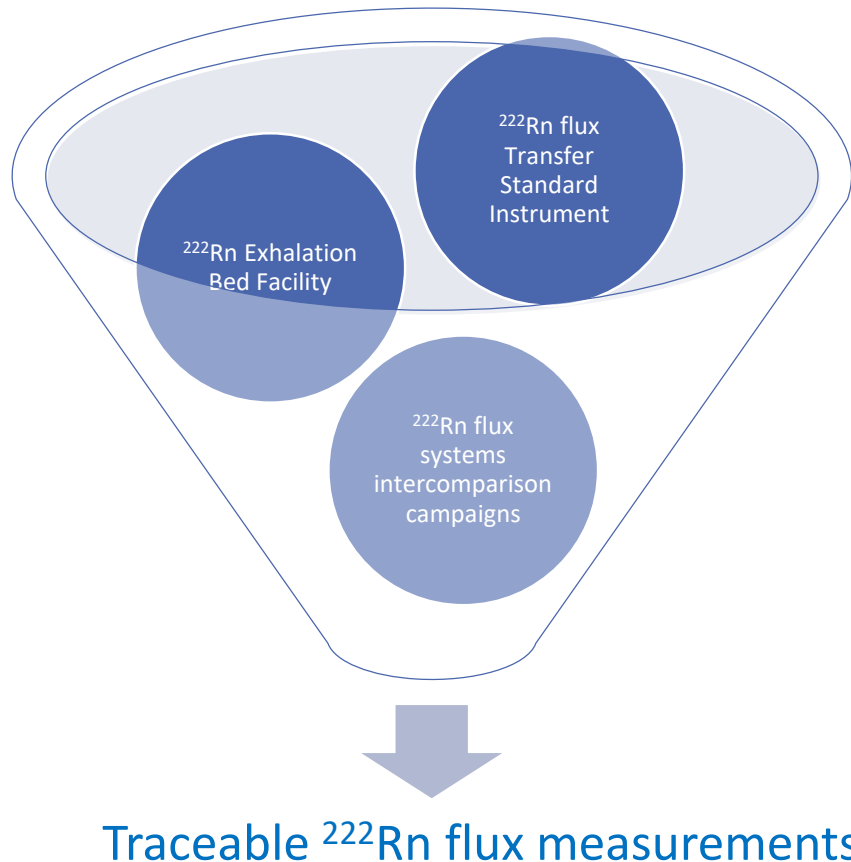 ²²²Rn flux
Transfer
Standard
Instrument
²²²Rn Exhalation
Bed Facility
²²²Rn flux
systems
intercomparison
campaigns
Traceable ²²²Rn flux measurements